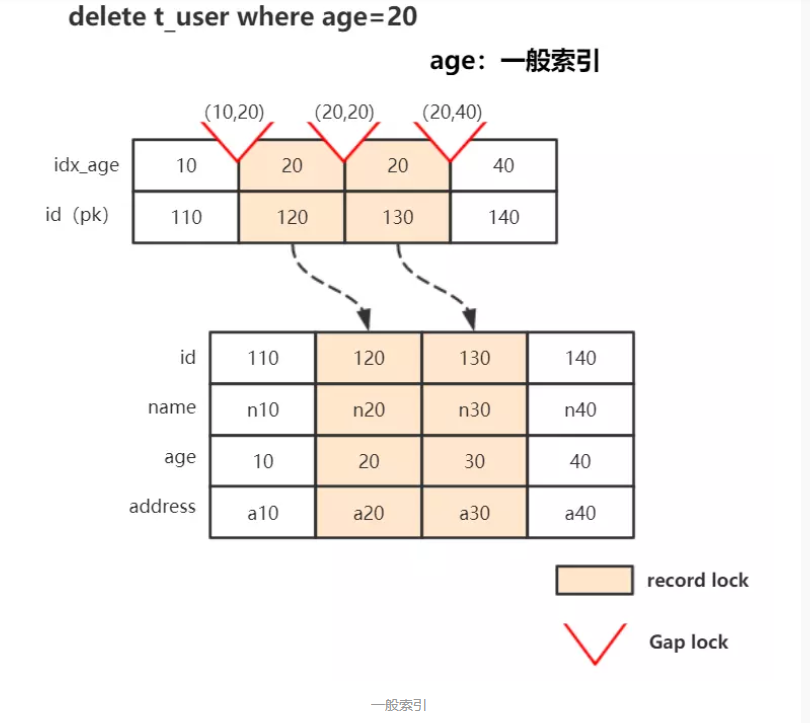 delete t_user where age=20
age：一般索引
(10,20) (20,20) (20,40)
idx_age 10 20 20 40
id（pk） 110 120 130 140
id 110 120 130 140
name n10 n20 n30 n40
age 10 20 30 40
address a10 a20 a30 a40
record lock
Gap lock
一般索引